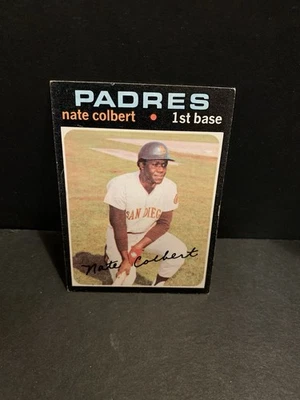 PADRES
nate colbert • 1st base
SAN DIEGO
Nate Colbert